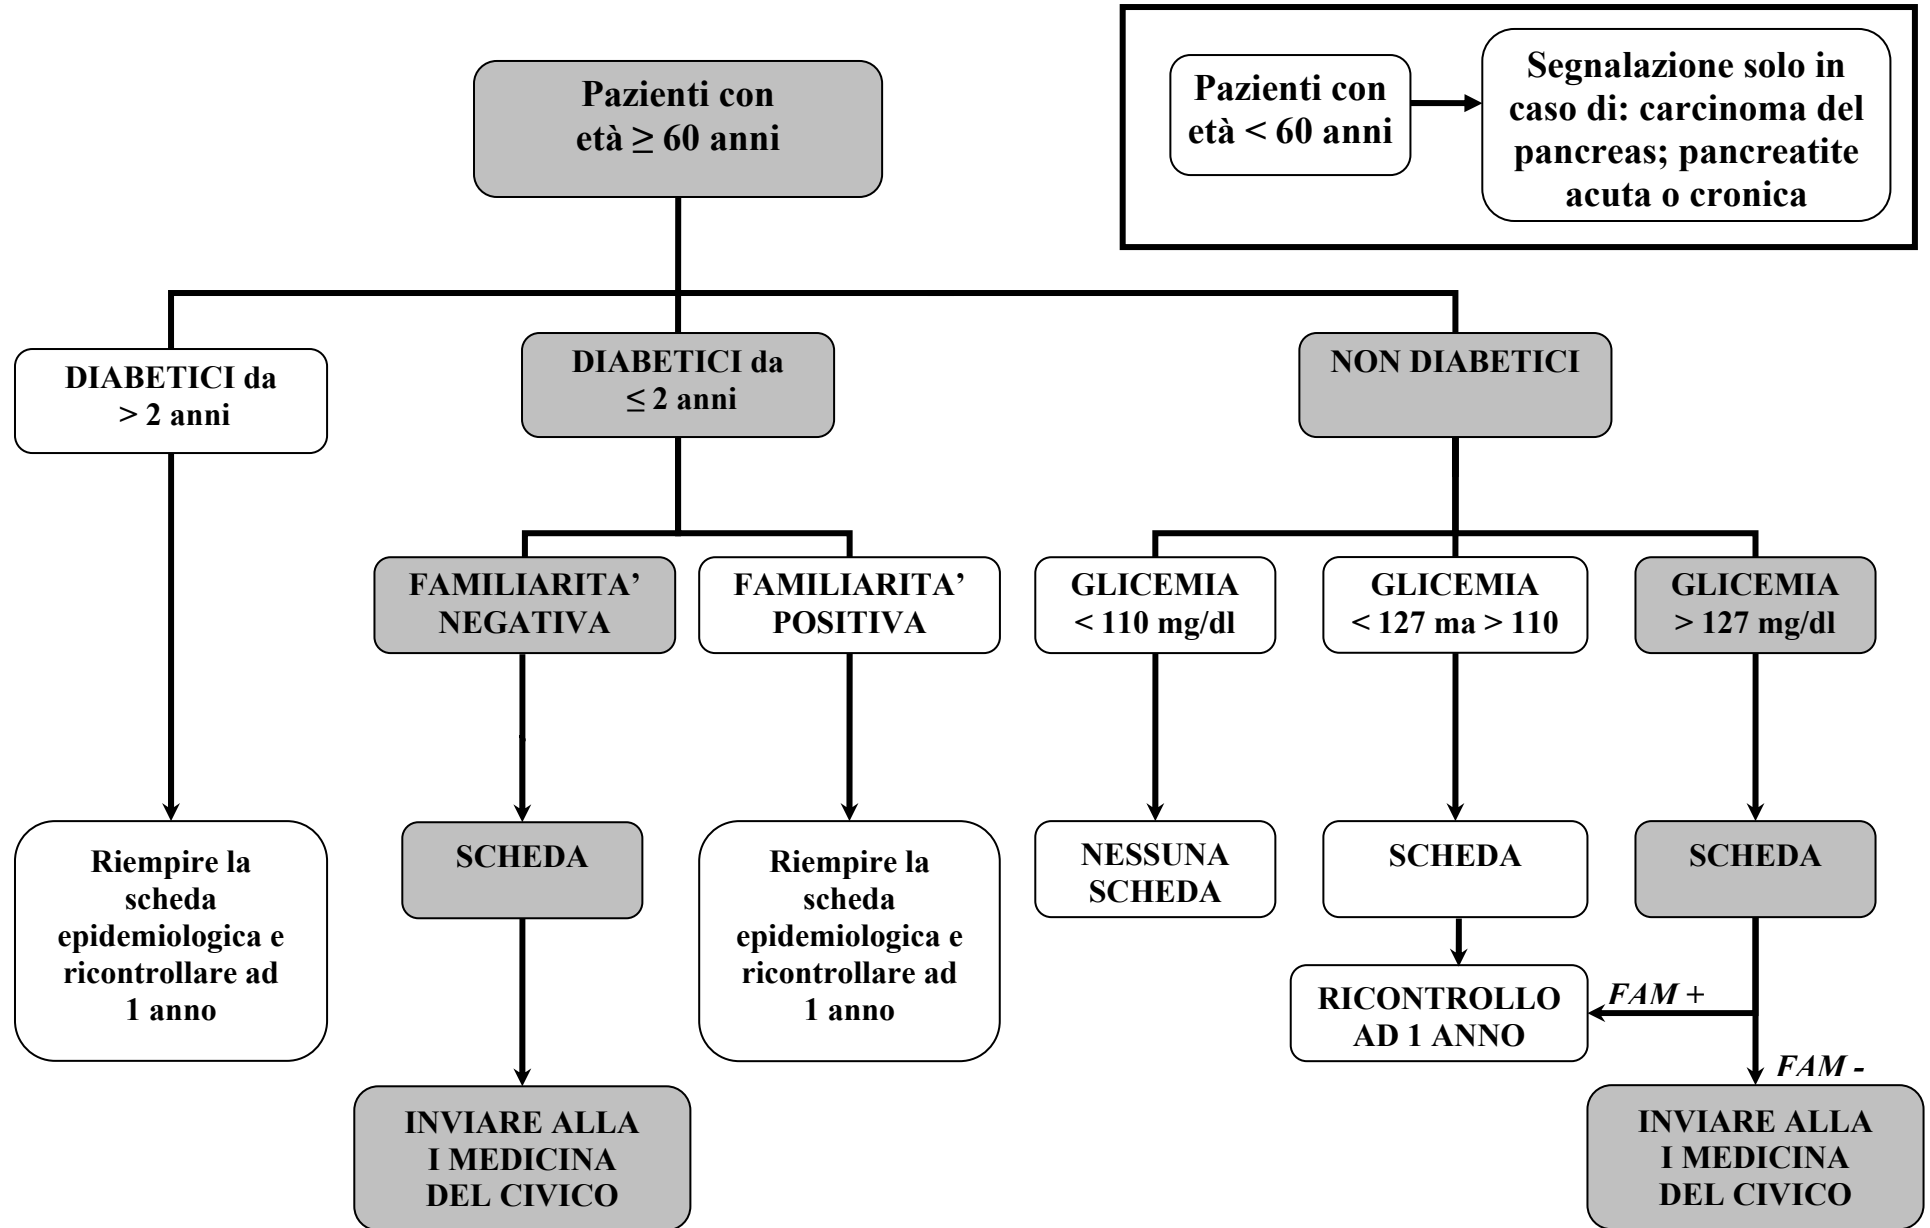 Pazienti con
età ≥ 60 anni
Pazienti con
età < 60 anni
Segnalazione solo in
caso di: carcinoma del
pancreas; pancreatite
acuta o cronica
DIABETICI da
> 2 anni
DIABETICI da
≤ 2 anni
NON DIABETICI
FAMILIARITA’
NEGATIVA
FAMILIARITA’
POSITIVA
GLICEMIA
< 110 mg/dl
GLICEMIA
< 127 ma > 110
GLICEMIA
> 127 mg/dl
Riempire la
scheda
epidemiologica e
ricontrollare ad
1 anno
SCHEDA
Riempire la
scheda
epidemiologica e
ricontrollare ad
1 anno
NESSUNA
SCHEDA
SCHEDA
SCHEDA
RICONTROLLO
AD 1 ANNO
FAM +
FAM -
INVIARE ALLA
I MEDICINA
DEL CIVICO
INVIARE ALLA
I MEDICINA
DEL CIVICO